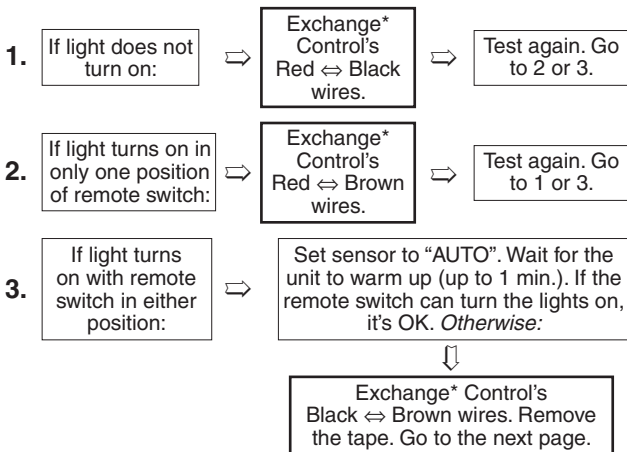 1.
If light does not
turn on:
⇨
Exchange*
Control's
Red ⇔ Black
wires.
⇨
Test again. Go
to 2 or 3.
2.
If light turns on in
only one position
of remote switch:
⇨
Exchange*
Control's
Red ⇔ Brown
wires.
⇨
Test again. Go
to 1 or 3.
3.
If light turns
on with remote
switch in either
position:
⇨
Set sensor to “AUTO”. Wait for the
unit to warm up (up to 1 min.). If the
remote switch can turn the lights on,
it's OK. Otherwise:
⇩
Exchange* Control's
Black ⇔ Brown wires. Remove
the tape. Go to the next page.